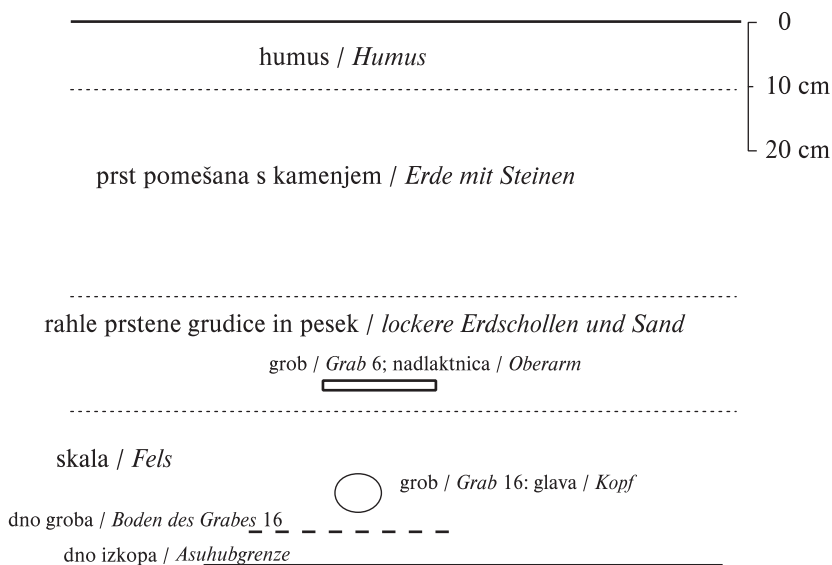 0
humus / Humus
10 cm
20 cm
prst pomešana s kamenjem / Erde mit Steinen
rahle prstene grudice in pesek / lockere Erdschollen und Sand
grob / Grab 6; nadlaktnica / Oberarm
skala / Fels
grob / Grab 16: glava / Kopf
dno groba / Boden des Grabes 16
dno izkopa / Asuhubgrenze